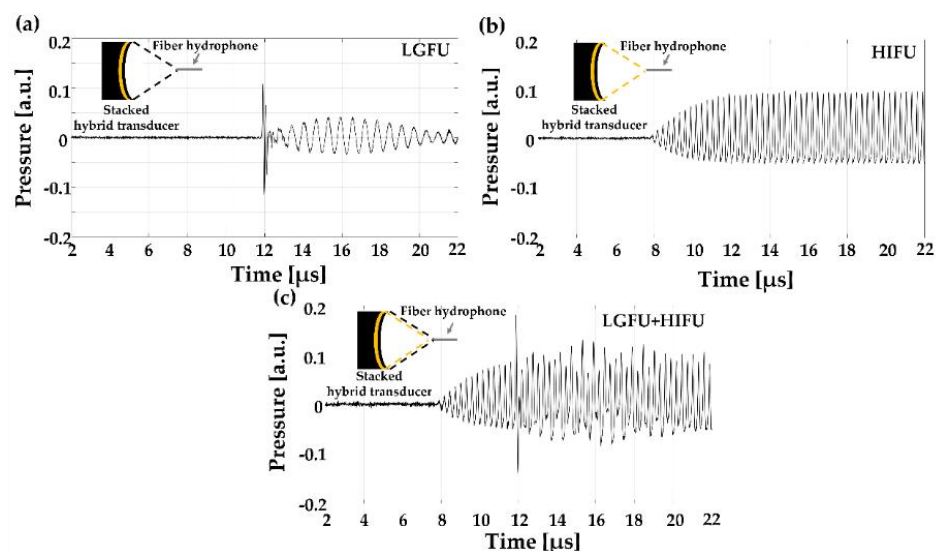 (a)
0.2
0.1
0
-0.1
-0.2
Pressure [a.u.]
Fiber hydrophone
LGFU
Stacked
hybrid transducer
2 4 6 8 10 12 14 16 18 20 22
Time [μs]
(b)
0.2
0.1
0
-0.1
-0.2
Pressure [a.u.]
Fiber hydrophone
HIFU
Stacked
hybrid transducer
2 4 6 8 10 12 14 16 18 20 22
Time [μs]
(c)
0.2
0.1
0
-0.1
-0.2
Pressure [a.u.]
Fiber hydrophone
LGFU+HIFU
Stacked
hybrid transducer
2 4 6 8 10 12 14 16 18 20 22
Time [μs]